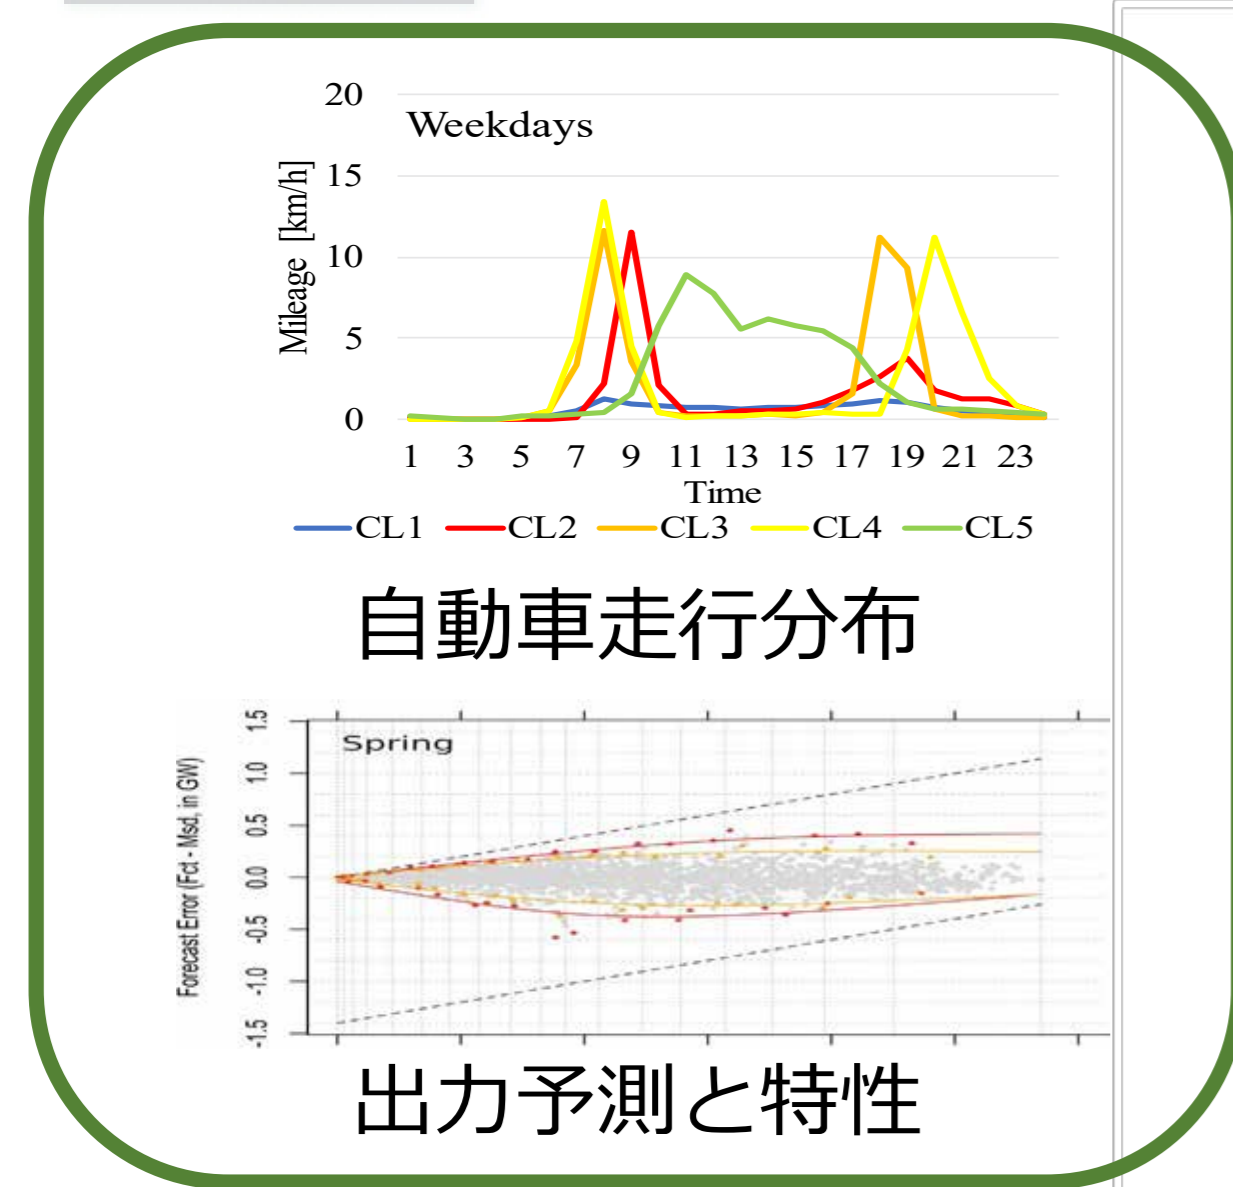 20
Weekdays
15
10
5
0
Mileage [km/h]
1 3 5 7 9 11 13 15 17 19 21 23
Time
CL1 CL2 CL3 CL4 CL5
自動車走行分布
1.5
Spring
1.0
0.5
0.0
-0.5
-1.0
-1.5
Forecast Error (Fct - Msd, in GW)
出力予測と特性